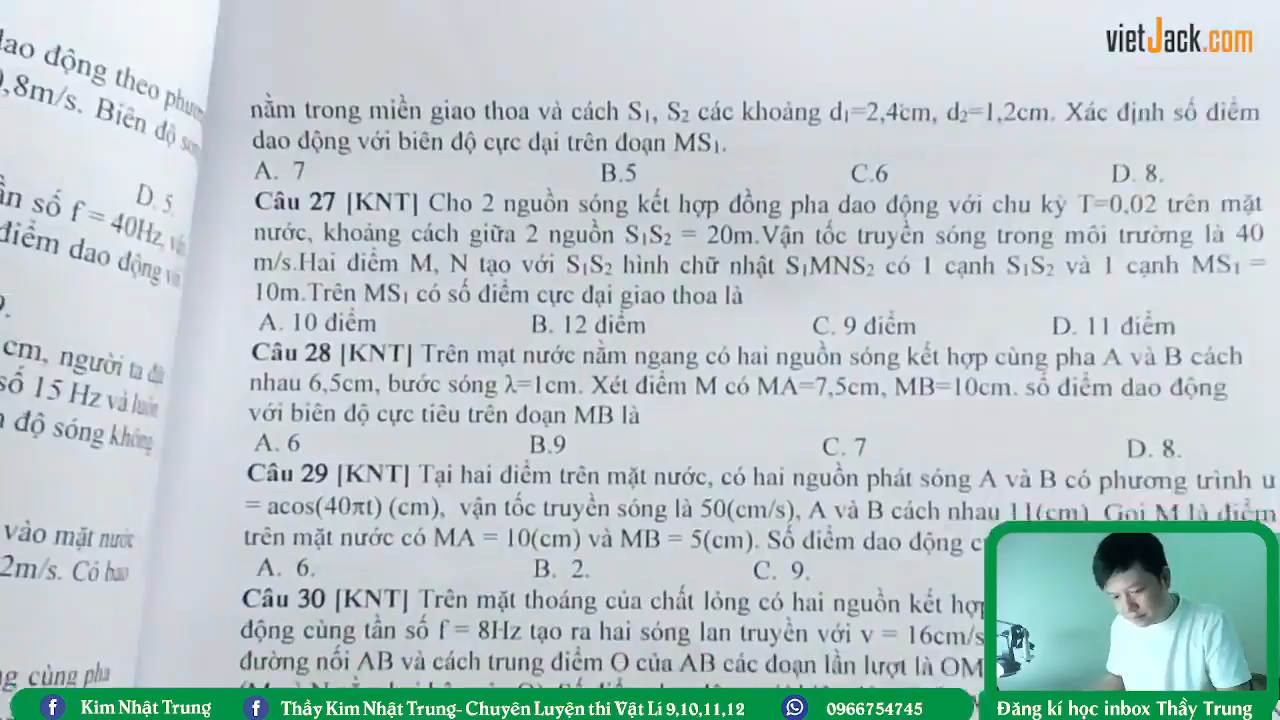 vietJack.com
dao động theo phươ
,8m/s. Biên độ
D. 5.
ần số f = 40Hz,
điểm dao động
cm, người ta
số 15 Hz và luôn
độ sóng không
vào mặt nước
2m/s. Có bao
cùng pha
nằm trong miền giao thoa và cách S1, S2 các khoảng d1=2,4cm, d2=1,2cm. Xác định số điểm
dao động với biên độ cực đại trên đoạn MS1.
A. 7 B.5 C.6 D. 8.
Câu 27 [KNT] Cho 2 nguồn sóng kết hợp đồng pha dao động với chu kỳ T=0,02 trên mặt
nước, khoảng cách giữa 2 nguồn S1S2 = 20m.Vận tốc truyền sóng trong môi trường là 40
m/s.Hai điểm M, N tạo với S1S2 hình chữ nhật S1MNS2 có 1 cạnh S1S2 và 1 cạnh MS1 =
10m.Trên MS1 có số điểm cực đại giao thoa là
A. 10 điểm B. 12 điểm C. 9 điểm D. 11 điểm
Câu 28 [KNT] Trên mạt nước nằm ngang có hai nguồn sóng kết hợp cùng pha A và B cách
nhau 6,5cm, bước sóng λ=1cm. Xét điểm M có MA=7,5cm, MB=10cm. số điểm dao động
với biên độ cực tiêu trên đoạn MB là
A. 6 B.9 C. 7 D. 8.
Câu 29 [KNT] Tại hai điểm trên mặt nước, có hai nguồn phát sóng A và B có phương trình u
= acos(40πt) (cm), vận tốc truyền sóng là 50(cm/s), A và B cách nhau 11(cm). Gọi M là điểm
trên mặt nước có MA = 10(cm) và MB = 5(cm). Số điểm dao động c
A. 6. B. 2. C. 9.
Câu 30 [KNT] Trên mặt thoáng của chất lỏng có hai nguồn kết hợp
động cùng tần số f = 8Hz tạo ra hai sóng lan truyền với v = 16cm/s
đường nối AB và cách trung điểm O của AB các đoạn lần lượt là OM
Kim Nhật Trung Thầy Kim Nhật Trung- Chuyên Luyện thi Vật Lí 9,10,11,12 0966754745 Đăng kí học inbox Thầy Trung